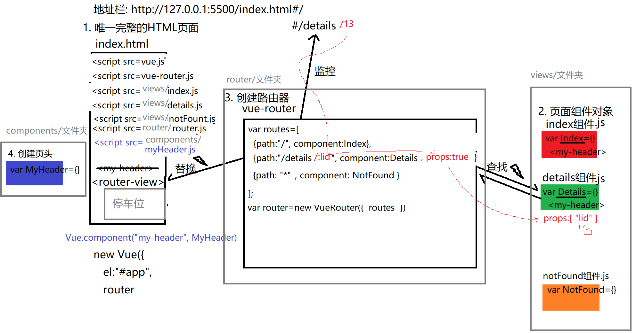 地址栏: http://127.0.0.1:5500/index.html#/
#/details /13
1. 唯一完整的HTML页面
index.html
<script src=vue.js
<script src=vue-router.js
<script src= views/index.js
<script src= views/details.js
<script src= views/notFount.js
<script src=router/router.js
<script src= components/
myHeader.js
<my-header>
<router-view>
停车位
Vue.component("my-header", MyHeader)
new Vue({
el:"#app",
router
components/文件夹
4. 创建页头
var MyHeader={}
替换
监控
router/文件夹
3. 创建路由器
vue-router
var routes=[
{path:"/", component:Index},
{path:"/details /:lid", component:Details , props:true }
{path: "*" , component: NotFound }
];
var router=new VueRouter({ routes })
查找
views/文件夹
2. 页面组件对象
index组件.js
var Index={}
<my-header>
details组件.js
var Details={}
<my-header>
props:[ "lid" ]
notFound组件.js
var NotFound={}